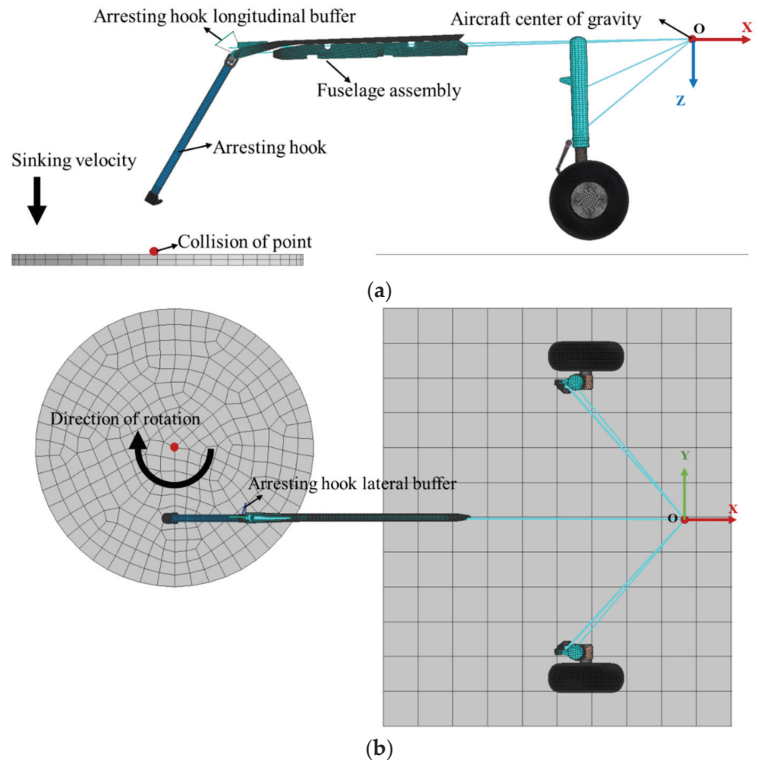 Arresting hook longitudinal buffer
Aircraft center of gravity
O
X
Z
Fuselage assembly
Arresting hook
Sinking velocity
Collision of point
(a)
Direction of rotation
Arresting hook lateral buffer
Y
O
X
(b)